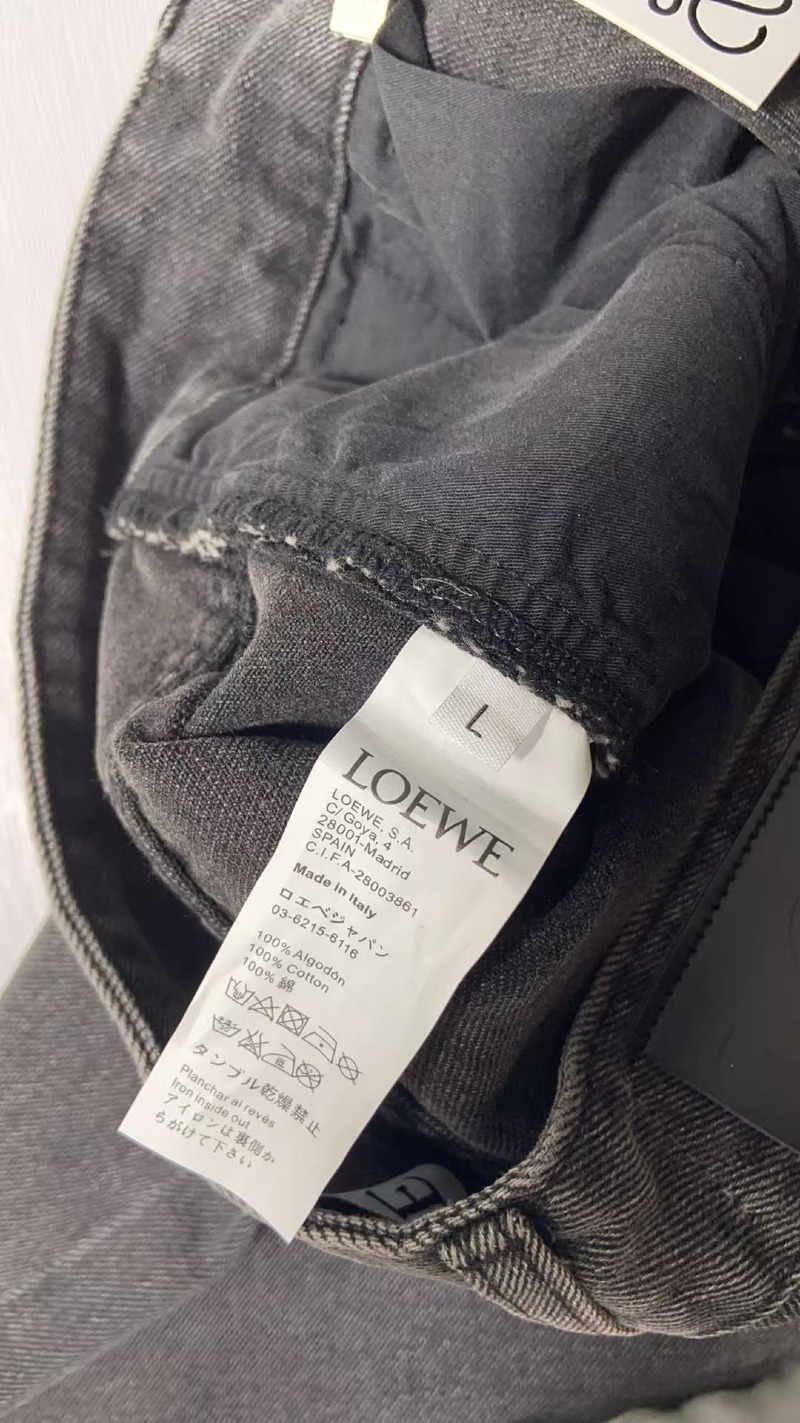 L
LOEWE
LOEWE, S.A.
C/ Goya, 4
28001-Madrid
SPAIN
C.I.F.A-28003861
Made in Italy
ロエベジャパン
03-6215-6116
100% Algodón
100% Cotton
100% 綿
タンブル乾燥禁止
Planchar al revés
Iron inside out
アイロンは裏側か
らがけて下さい